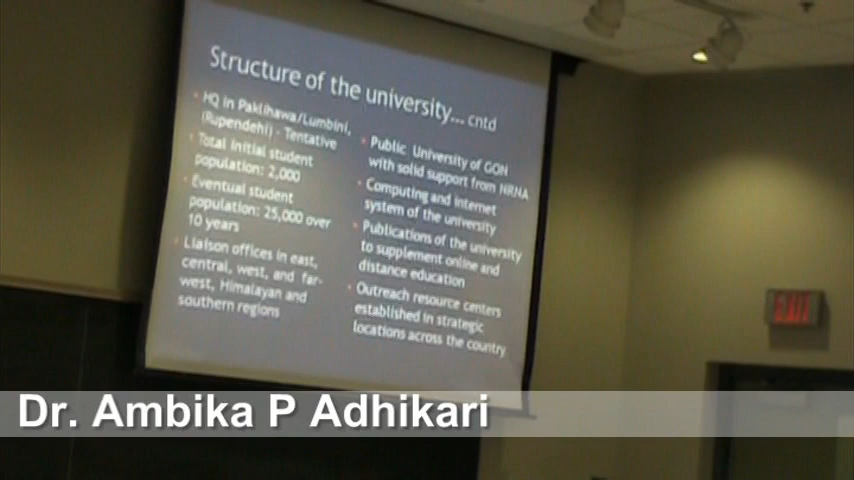 Structure of the university... cntd
• HQ in Paklihawa/Lumbini,
(Rupendehi) - Tentative
• Total initial student
population: 2,000
• Eventual student
population: 25,000 over
10 years
• Liaison offices in east,
central, west, and far-
west, Himalayan and
southern regions
• Public University of GON
with solid support from NRNA
• Computing and internet
system of the university
• Publications of the university
to supplement online and
distance education
• Outreach resource centers
established in strategic
locations across the country
EXIT
Dr. Ambika P Adhikari